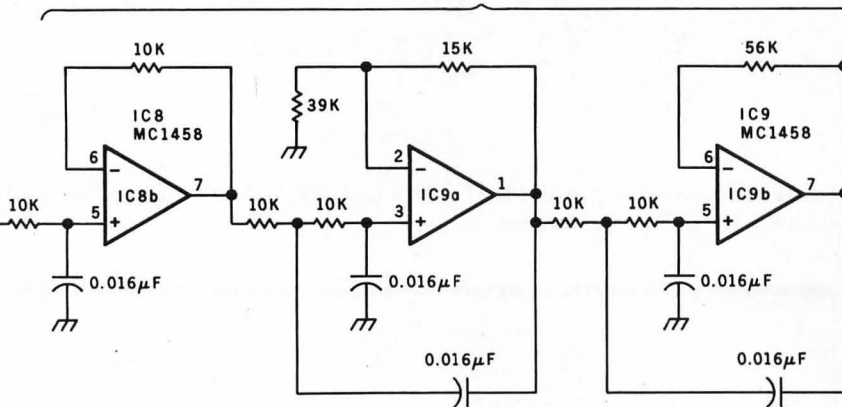 10K
15K
56K
39K
IC8
MC1458
IC9
MC1458
6
−
IC8b
7
10K
5
+
2
−
IC9a
1
10K
10K
3
+
6
−
IC9b
7
10K
10K
5
+
0.016µF
0.016µF
0.016µF
0.016µF
0.016µF